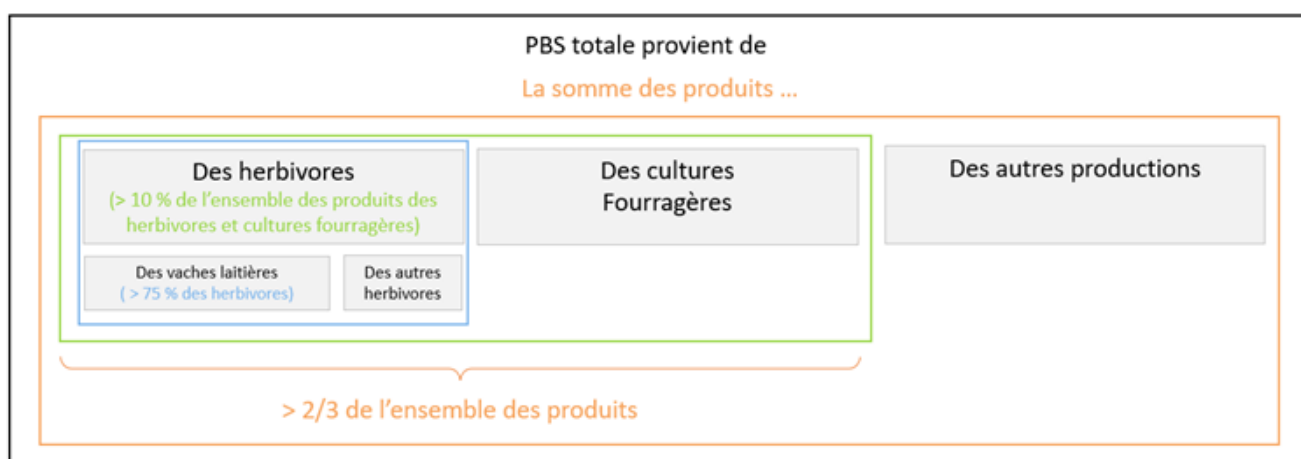 PBS totale provient de
La somme des produits ...
Des herbivores
(> 10 % de l'ensemble des produits des
herbivores et cultures fourragères)
Des cultures
Fourragères
Des autres productions
Des vaches laitières
( > 75 % des herbivores)
Des autres
herbivores
> 2/3 de l'ensemble des produits